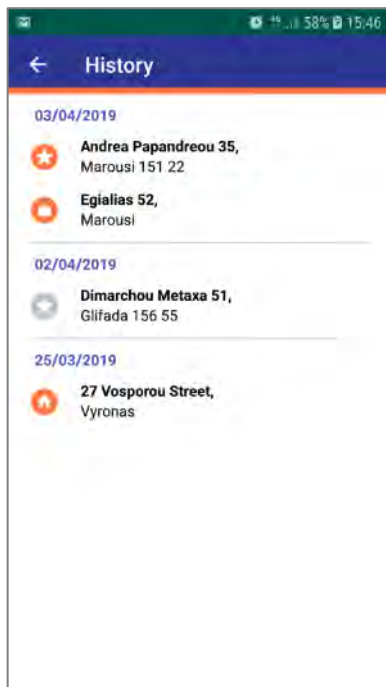 58% 15:46
History
03/04/2019
Andrea Papandreou 35,
Marousi 151 22
Egialias 52,
Marousi
02/04/2019
Dimarchou Metaxa 51,
Glifada 156 55
25/03/2019
27 Vosporou Street,
Vyronas